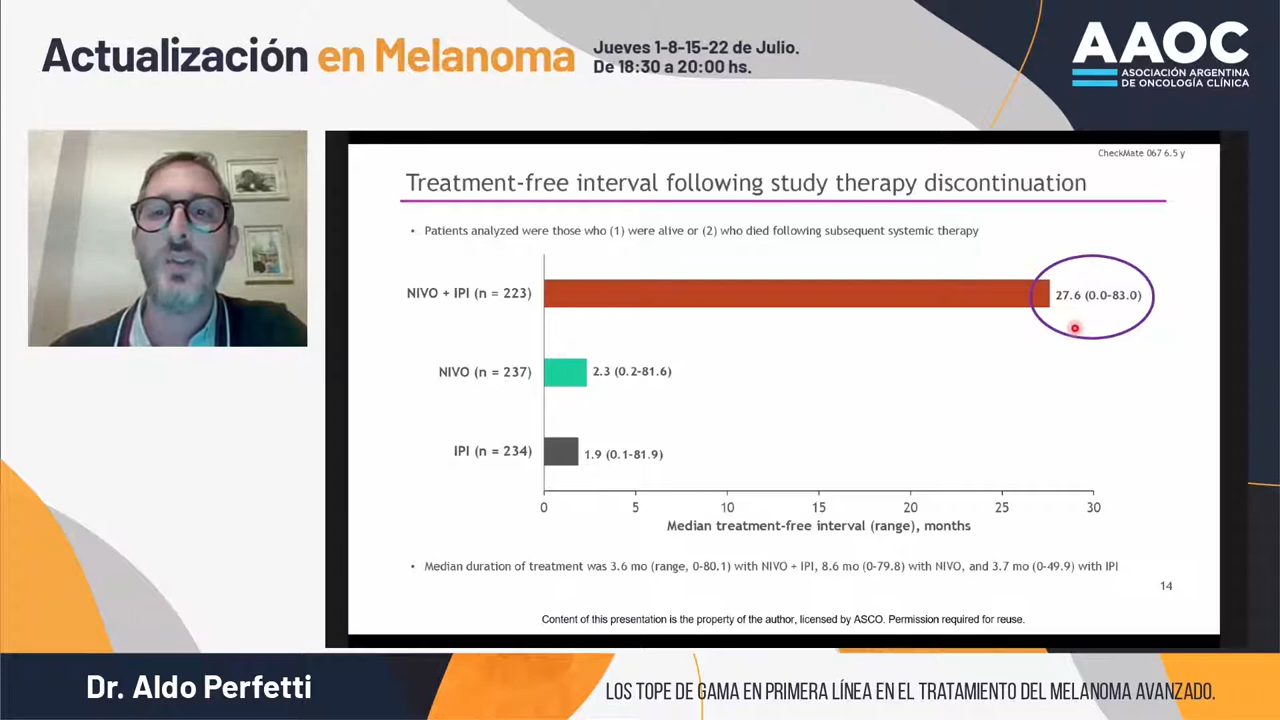 Actualización en Melanoma
Jueves 1-8-15-22 de Julio.
De 18:30 a 20:00 hs.
AAOC
ASOCIACIÓN ARGENTINA
DE ONCOLOGÍA CLÍNICA
CheckMate 067 6.5 y
Treatment-free interval following study therapy discontinuation
• Patients analyzed were those who (1) were alive or (2) who died following subsequent systemic therapy
NIVO + IPI (n = 223)
27.6 (0.0-83.0)
NIVO (n = 237)
2.3 (0.2-81.6)
IPI (n = 234)
1.9 (0.1-81.9)
0 5 10 15 20 25 30
Median treatment-free interval (range), months
• Median duration of treatment was 3.6 mo (range, 0-80.1) with NIVO + IPI, 8.6 mo (0-79.8) with NIVO, and 3.7 mo (0-49.9) with IPI
14
Content of this presentation is the property of the author, licensed by ASCO. Permission required for reuse.
Dr. Aldo Perfetti
LOS TOPE DE GAMA EN PRIMERA LÍNEA EN EL TRATAMIENTO DEL MELANOMA AVANZADO.